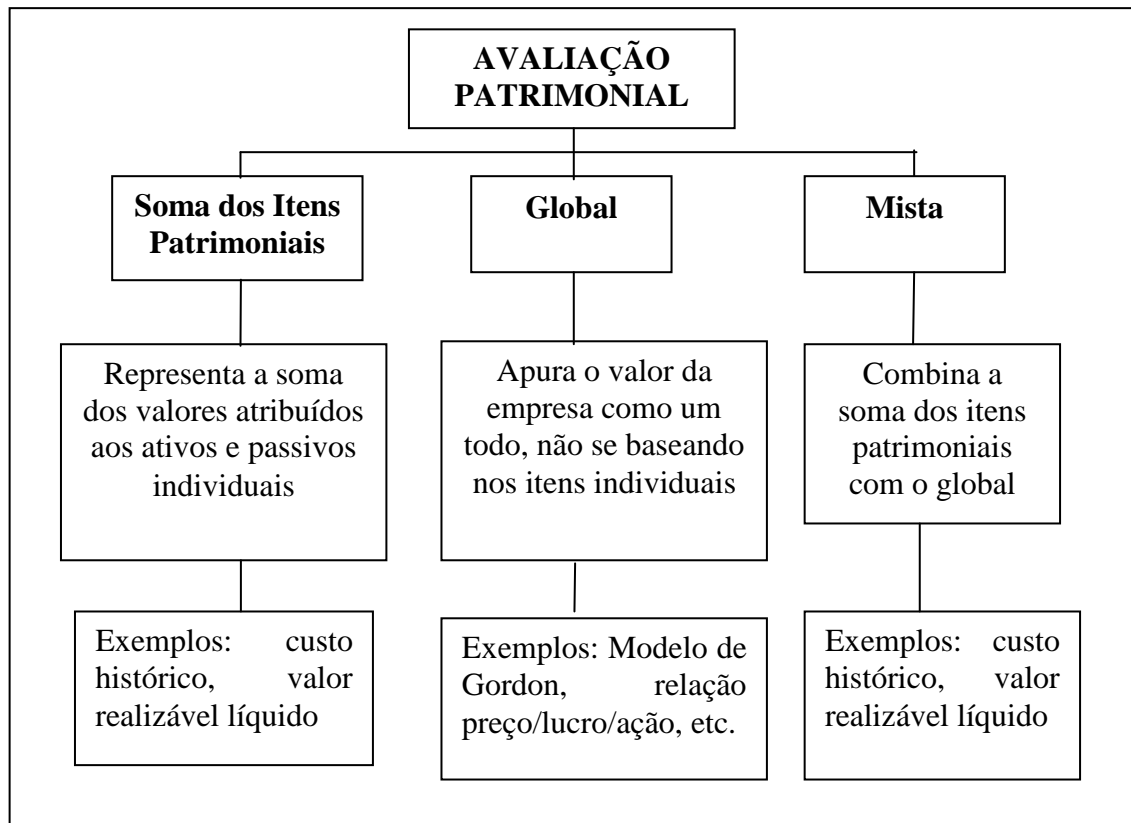 AVALIAÇÃO
PATRIMONIAL
Soma dos Itens
Patrimoniais
Global
Mista
Representa a soma
dos valores atribuídos
aos ativos e passivos
individuais
Apura o valor da
empresa como um
todo, não se baseando
nos itens individuais
Combina a
soma dos itens
patrimoniais
com o global
Exemplos: custo
histórico, valor
realizável líquido
Exemplos: Modelo de
Gordon, relação
preço/lucro/ação, etc.
Exemplos: custo
histórico, valor
realizável líquido